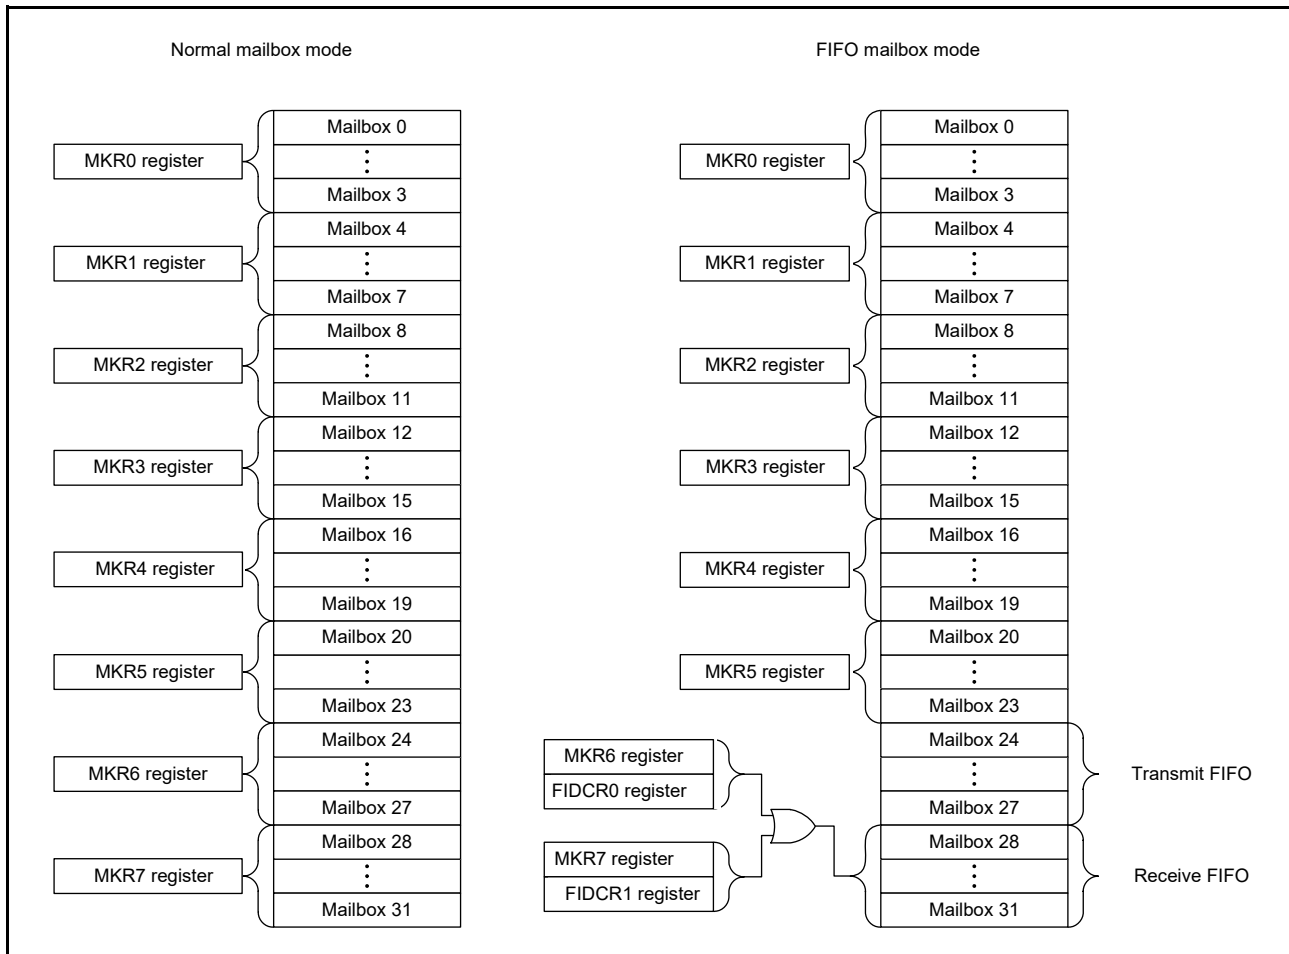 Normal mailbox mode
MKR0 register
Mailbox 0
Mailbox 3
MKR1 register
Mailbox 4
Mailbox 7
MKR2 register
Mailbox 8
Mailbox 11
MKR3 register
Mailbox 12
Mailbox 15
MKR4 register
Mailbox 16
Mailbox 19
MKR5 register
Mailbox 20
Mailbox 23
MKR6 register
Mailbox 24
Mailbox 27
MKR7 register
Mailbox 28
Mailbox 31
FIFO mailbox mode
MKR0 register
Mailbox 0
Mailbox 3
MKR1 register
Mailbox 4
Mailbox 7
MKR2 register
Mailbox 8
Mailbox 11
MKR3 register
Mailbox 12
Mailbox 15
MKR4 register
Mailbox 16
Mailbox 19
MKR5 register
Mailbox 20
Mailbox 23
MKR6 register
FIDCR0 register
Mailbox 24
Mailbox 27
Transmit FIFO
MKR7 register
FIDCR1 register
Mailbox 28
Mailbox 31
Receive FIFO